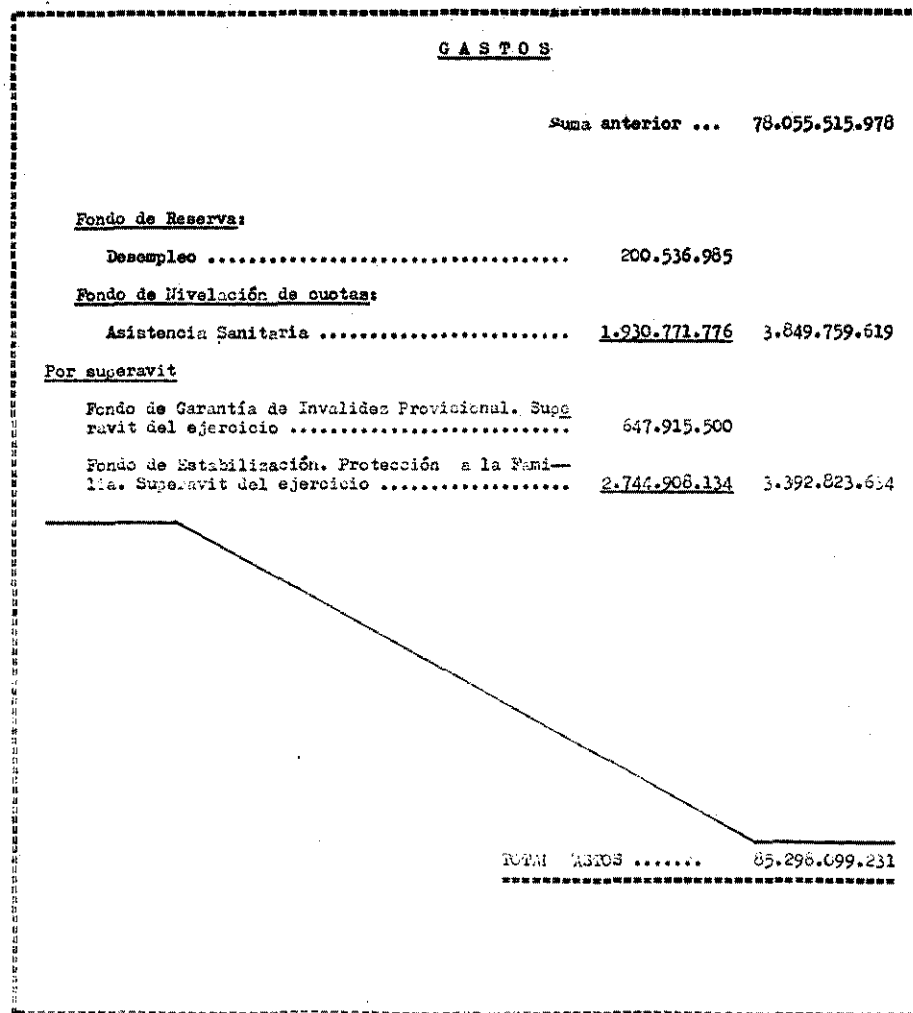 GASTOS
Suma anterior ... 78.055.515.978
Fondo de Reserva:
Desempleo ................................... 200.536.985
Fondo de Nivelación de cuotas:
Asistencia Sanitaria ........................ 1.930.771.776 3.849.759.619
Por superavit
Fondo de Garantía de Invalidez Provisional. Supe
ravit del ejercicio ........................... 647.915.500
Fondo de Estabilización. Protección a la Fami—
lia. Superavit del ejercicio ................... 2.744.908.134 3.392.823.634
TOTAL GASTOS ....... 85.298.099.231